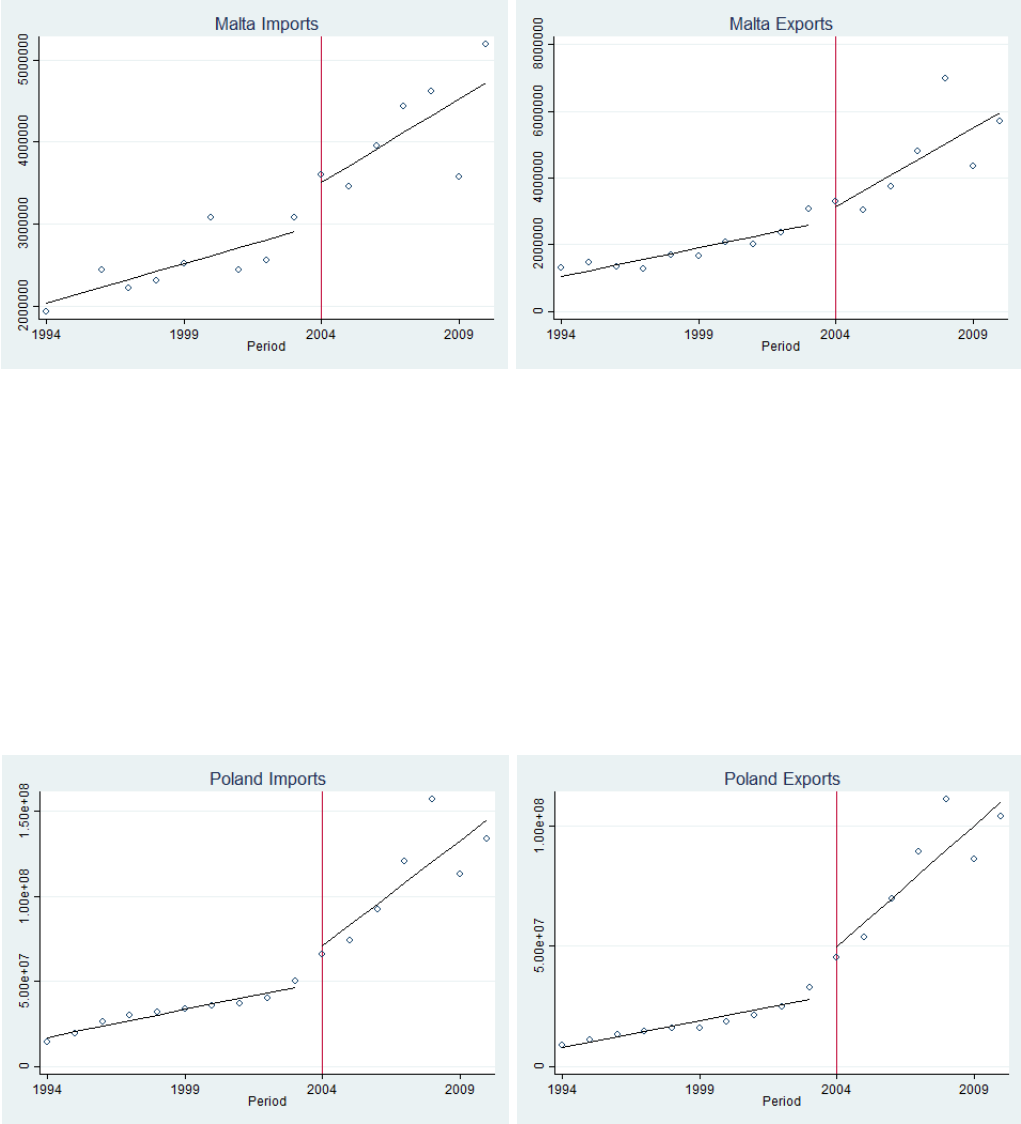 Malta Imports
5000000
4000000
3000000
2000000
1994 1999 2004 2009
Period
Malta Exports
8000000
6000000
4000000
2000000
0
1994 1999 2004 2009
Period
Poland Imports
1.50e+08
1.00e+08
5.00e+07
0
1994 1999 2004 2009
Period
Poland Exports
1.00e+08
5.00e+07
0
1994 1999 2004 2009
Period